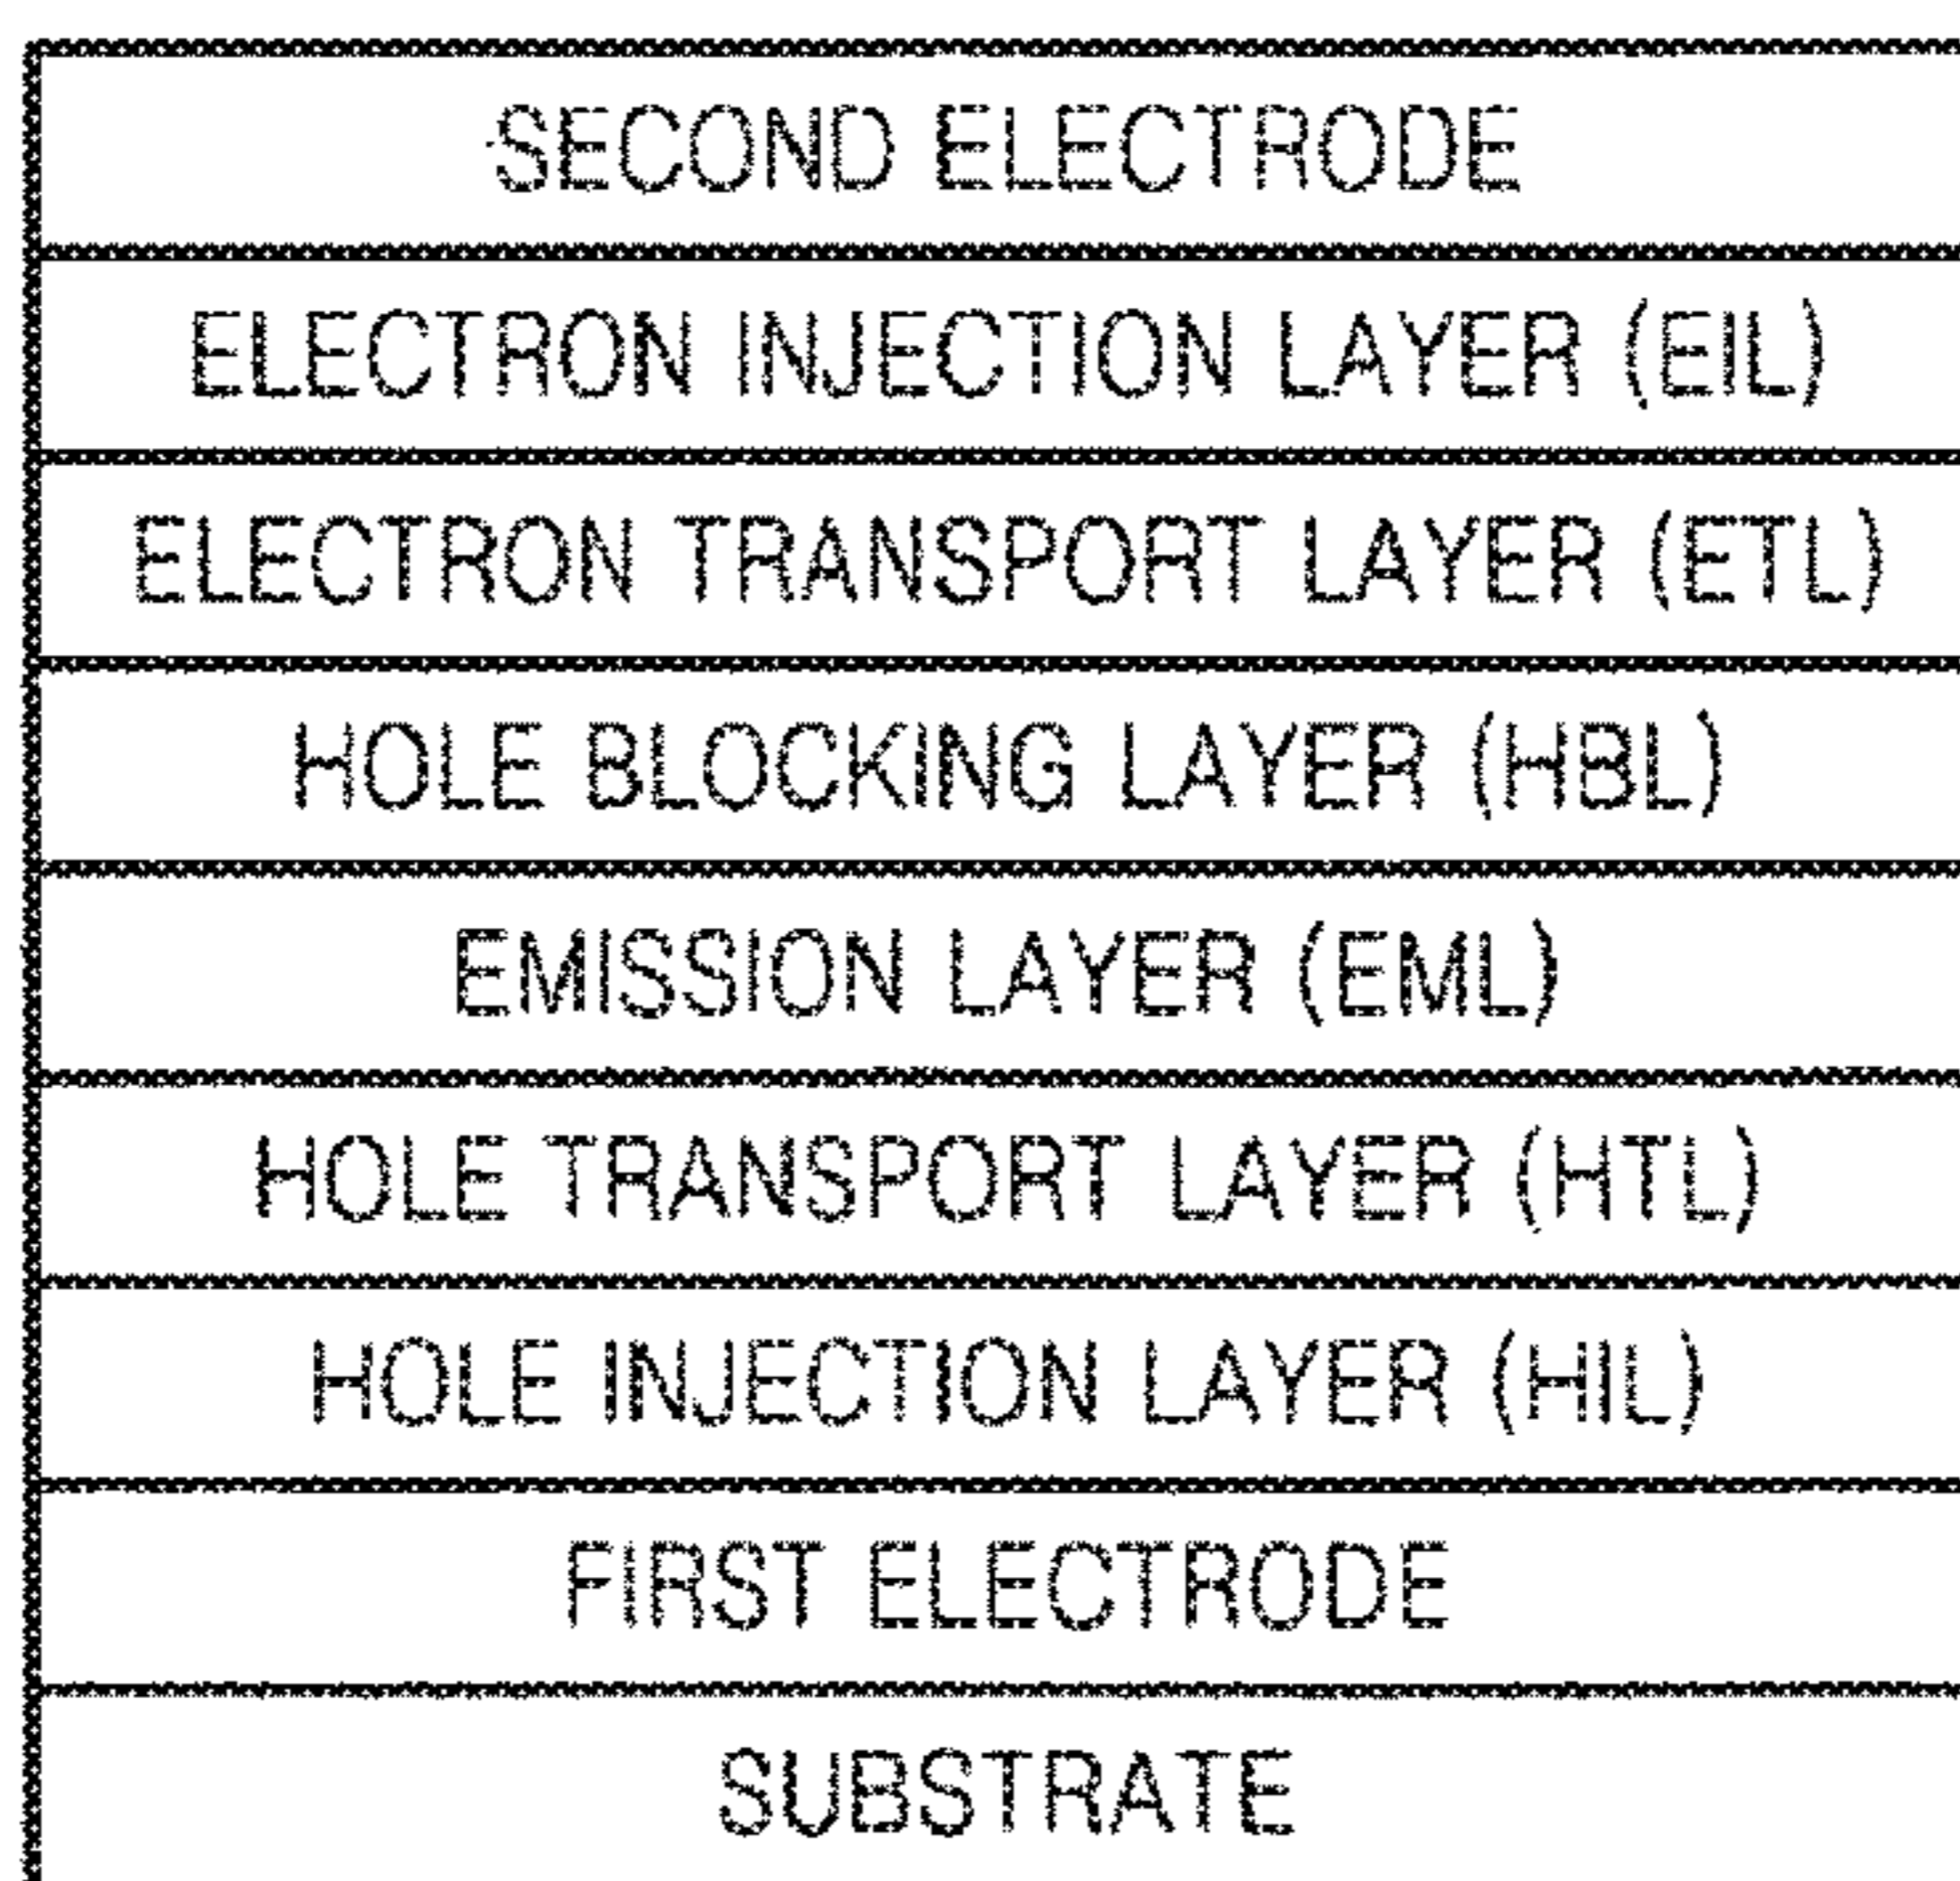 SECOND ELECTRODE
ELECTRON INJECTION LAYER (EIL)
ELECTRON TRANSPORT LAYER (ETL)
HOLE BLOCKING LAYER (HBL)
EMISSION LAYER (EML)
HOLE TRANSPORT LAYER (HTL)
HOLE INJECTION LAYER (HIL)
FIRST ELECTRODE
SUBSTRATE